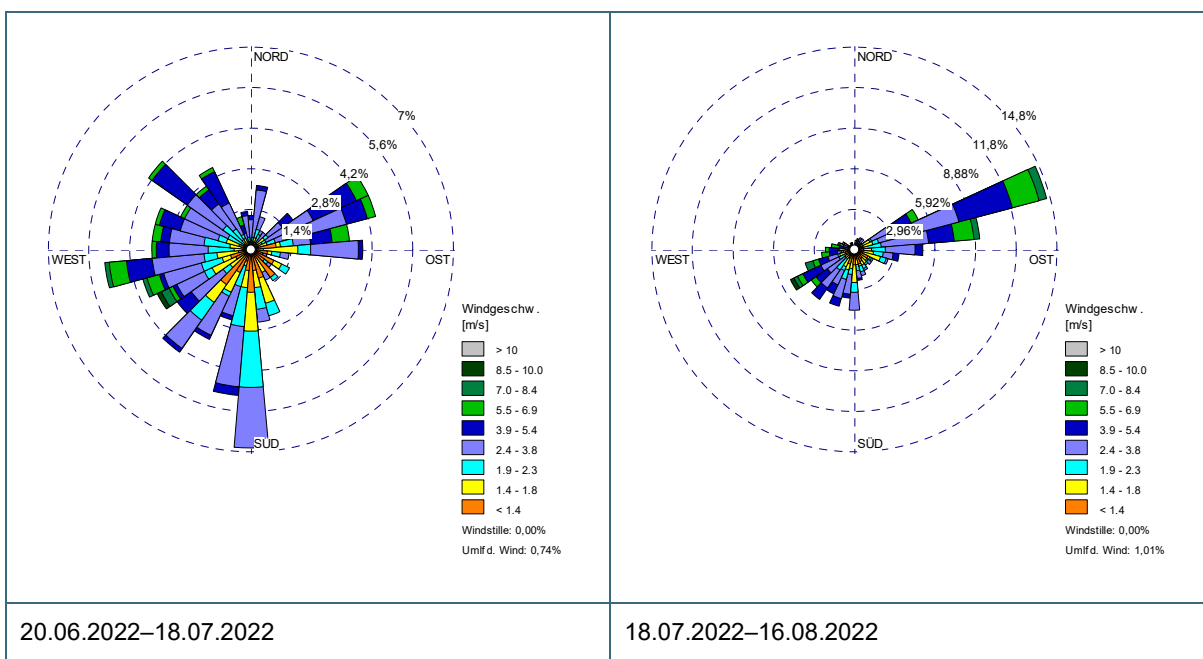 NORD
7%
5,6%
4,2%
2,8%
1,4%
WEST
OST
SÜD
Windgeschw.
[m/s]
> 10
8.5 - 10.0
7.0 - 8.4
5.5 - 6.9
3.9 - 5.4
2.4 - 3.8
1.9 - 2.3
1.4 - 1.8
< 1.4
Windstille: 0,00%
Umlfd. Wind: 0,74%
20.06.2022–18.07.2022
NORD
14,8%
11,8%
8,88%
5,92%
2,96%
WEST
OST
SÜD
Windgeschw.
[m/s]
> 10
8.5 - 10.0
7.0 - 8.4
5.5 - 6.9
3.9 - 5.4
2.4 - 3.8
1.9 - 2.3
1.4 - 1.8
< 1.4
Windstille: 0,00%
Umlfd. Wind: 1,01%
18.07.2022–16.08.2022